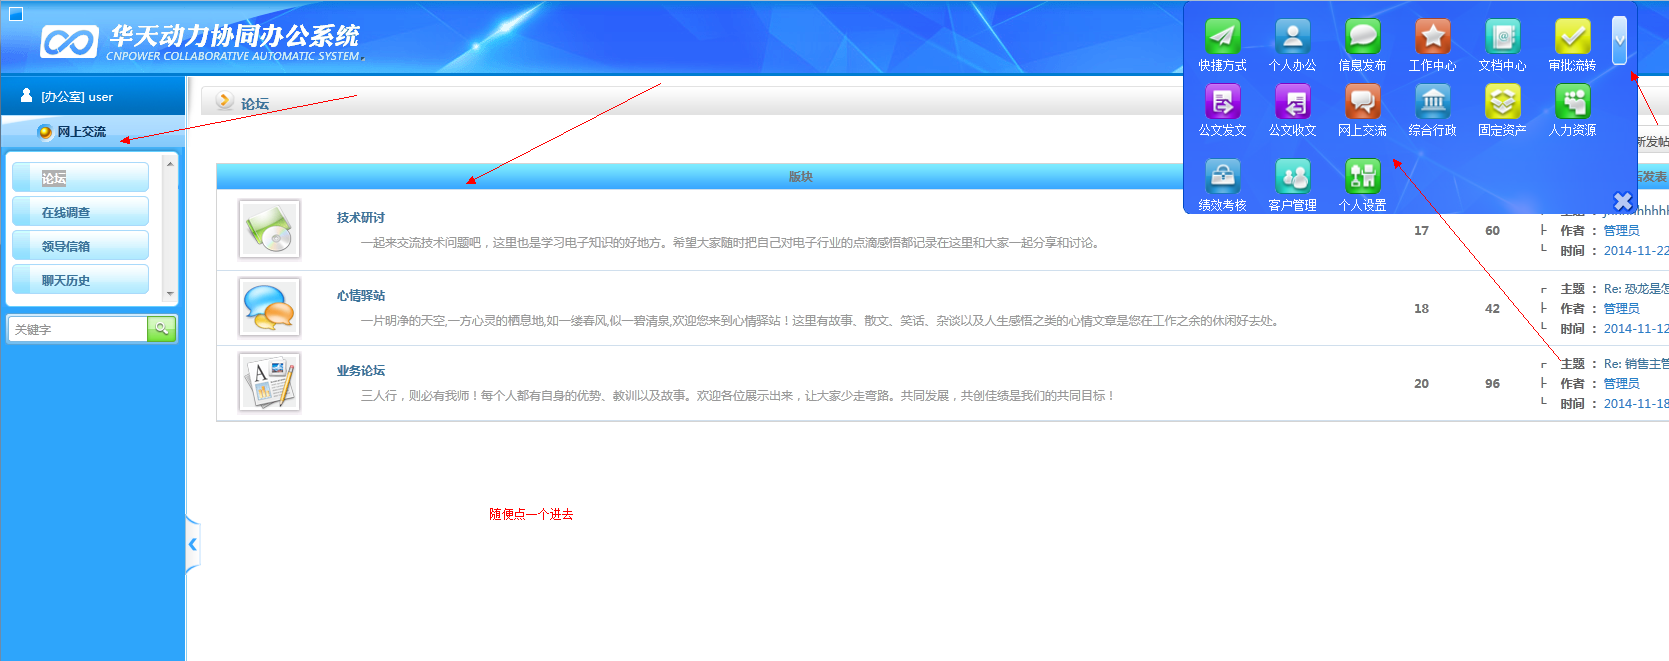 华天动力协同办公系统
CNPOWER COLLABORATIVE AUTOMATIC SYSTEM
快捷方式 个人办公 信息发布 工作中心 文档中心 审批流转
公文发文 公文收文 网上交流 综合行政 固定资产 人力资源
绩效考核 客户管理 个人设置
[办公室] user
网上交流
论坛
在线调查
领导信箱
聊天历史
关键字
论坛
新发帖
版块
发表
技术研讨
一起来交流技术问题吧，这里也是学习电子知识的好地方。希望大家随时把自己对电子行业的点滴感悟都记录在这里和大家一起分享和讨论。
17 60
作者 ： 管理员
时间 ： 2014-11-22
心情驿站
一片明净的天空,一方心灵的栖息地,如一缕春风,似一碧清泉,欢迎您来到心情驿站！这里有故事、散文、笑话、杂谈以及人生感悟之类的心情文章是您在工作之余的休闲好去处。
18 42
主题 ： Re: 恐龙是怎
作者 ： 管理员
时间 ： 2014-11-12
业务论坛
三人行，则必有我师！每个人都有自身的优势、教训以及故事。欢迎各位展示出来，让大家少走弯路。共同发展，共创佳绩是我们的共同目标！
20 96
主题 ： Re: 销售主管
作者 ： 管理员
时间 ： 2014-11-18
随便点一个进去